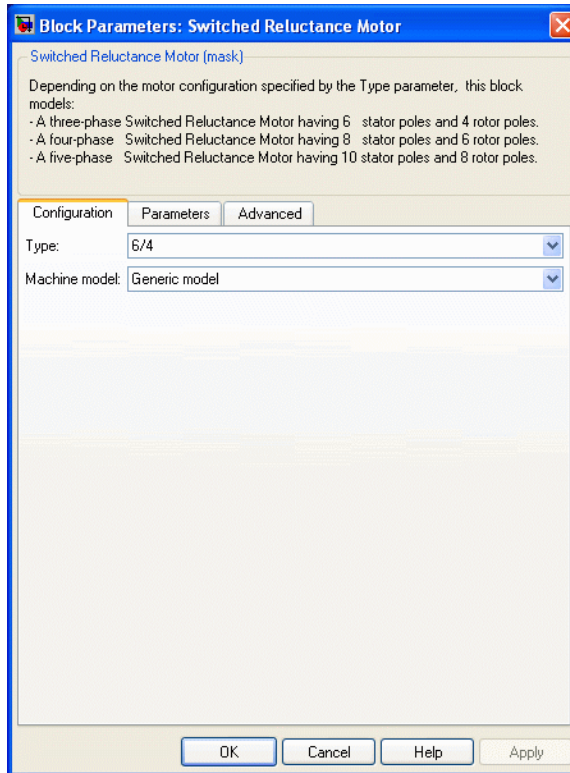 Block Parameters: Switched Reluctance Motor
Switched Reluctance Motor (mask)
Depending on the motor configuration specified by the Type parameter, this block
models:
- A three-phase Switched Reluctance Motor having 6 stator poles and 4 rotor poles.
- A four-phase Switched Reluctance Motor having 8 stator poles and 6 rotor poles.
- A five-phase Switched Reluctance Motor having 10 stator poles and 8 rotor poles.
Configuration Parameters Advanced
Type: 6/4
Machine model: Generic model
OK Cancel Help Apply